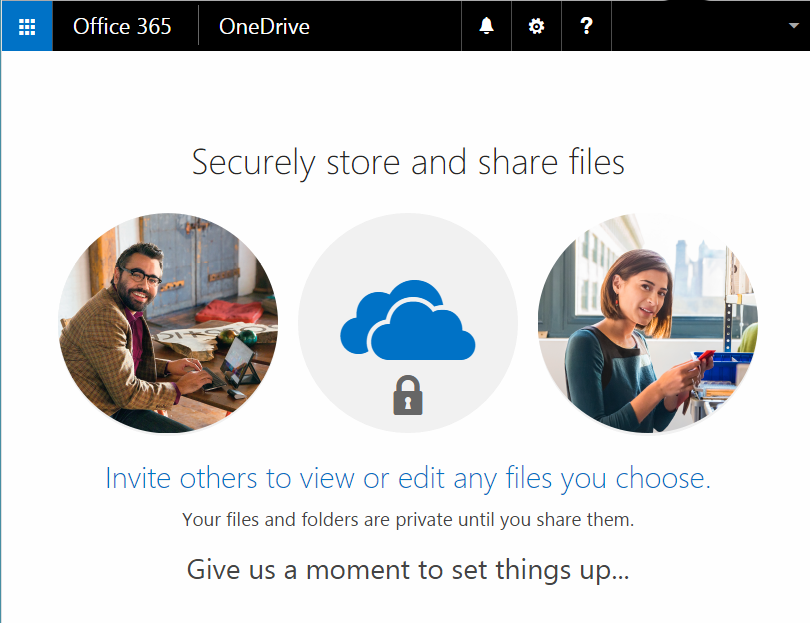 Office 365 OneDrive ?
Securely store and share files
Invite others to view or edit any files you choose.
Your files and folders are private until you share them.
Give us a moment to set things up...